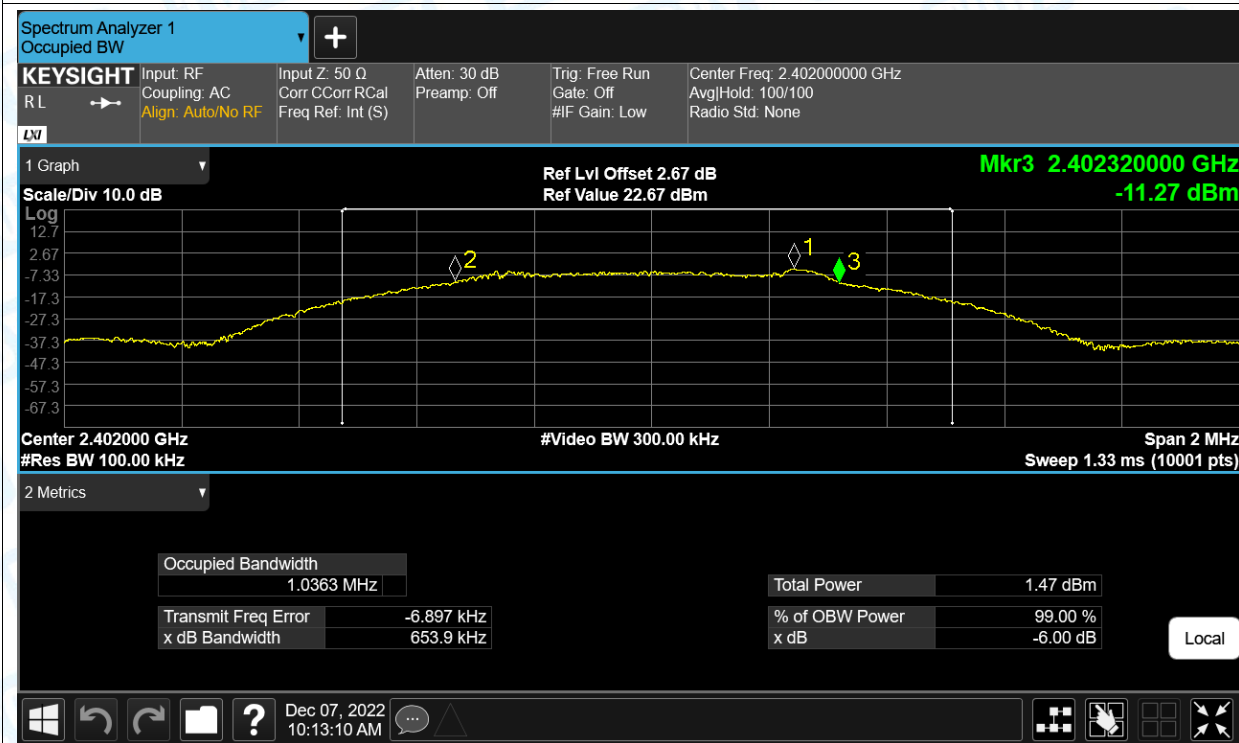 Spectrum Analyzer 1
Occupied BW
+
KEYSIGHT
R L
LXI
Input: RF
Coupling: AC
Align: Auto/No RF
Input Z: 50 Ω
Corr CCorr RCal
Freq Ref: Int (S)
Atten: 30 dB
Preamp: Off
Trig: Free Run
Gate: Off
#IF Gain: Low
Center Freq: 2.402000000 GHz
Avg|Hold: 100/100
Radio Std: None
1 Graph
Scale/Div 10.0 dB
Ref Lvl Offset 2.67 dB
Ref Value 22.67 dBm
Mkr3 2.402320000 GHz
-11.27 dBm
Log
12.7
2.67
-7.33
-17.3
-27.3
-37.3
-47.3
-57.3
-67.3
2
1
3
Center 2.402000 GHz
#Res BW 100.00 kHz
#Video BW 300.00 kHz
Span 2 MHz
Sweep 1.33 ms (10001 pts)
2 Metrics
Occupied Bandwidth
1.0363 MHz
Transmit Freq Error -6.897 kHz
x dB Bandwidth 653.9 kHz
Total Power 1.47 dBm
% of OBW Power 99.00 %
x dB -6.00 dB
Local
?
Dec 07, 2022
10:13:10 AM